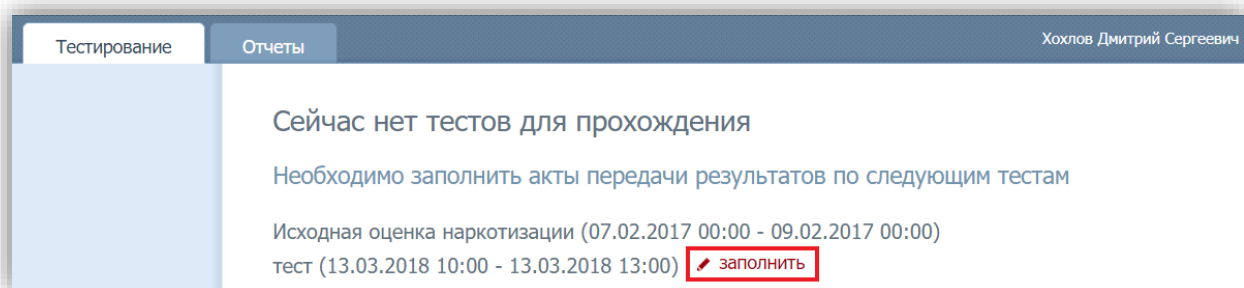 Тестирование
Отчеты
Хохлов Дмитрий Сергеевич
Сейчас нет тестов для прохождения
Необходимо заполнить акты передачи результатов по следующим тестам
Исходная оценка наркотизации (07.02.2017 00:00 - 09.02.2017 00:00)
тест (13.03.2018 10:00 - 13.03.2018 13:00) заполнить